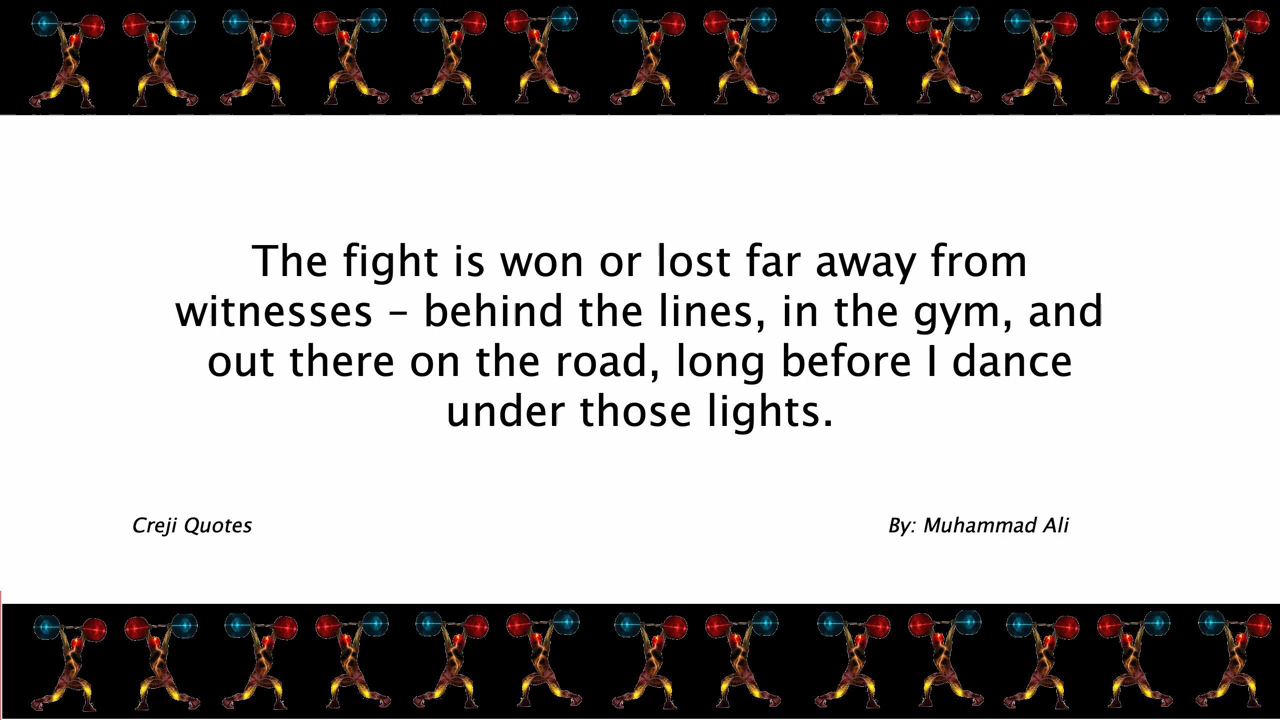 The fight is won or lost far away from
witnesses – behind the lines, in the gym, and
out there on the road, long before I dance
under those lights.
Creji Quotes
By: Muhammad Ali